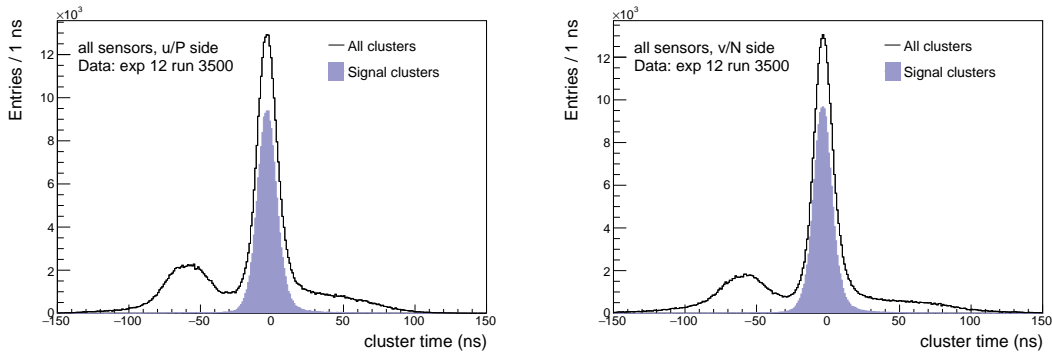 ×10³
Entries / 1 ns
12
10
8
6
4
2
0
all sensors, u/P side
Data: exp 12 run 3500
All clusters
Signal clusters
−150 −100 −50 0 50 100 150
cluster time (ns)
×10³
Entries / 1 ns
12
10
8
6
4
2
0
all sensors, v/N side
Data: exp 12 run 3500
All clusters
Signal clusters
−150 −100 −50 0 50 100 150
cluster time (ns)